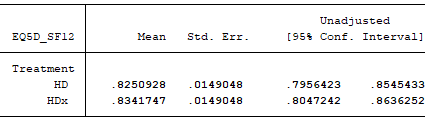 Unadjusted
EQ5D_SF12 Mean Std. Err. [95% Conf. Interval]
Treatment
HD .8250928 .0149048 .7956423 .8545433
HDx .8341747 .0149048 .8047242 .8636252